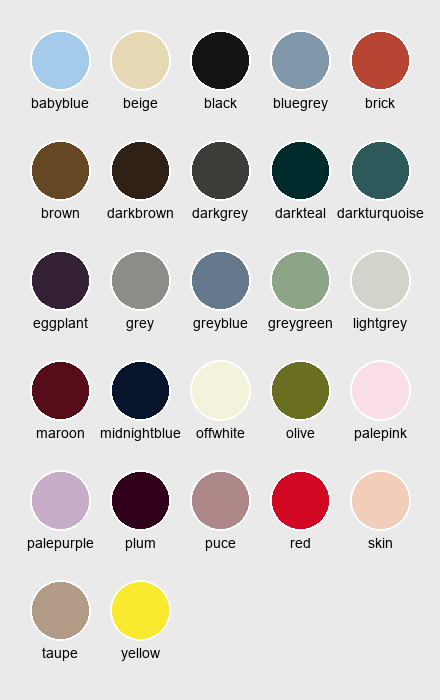 babyblue beige black bluegrey brick
brown darkbrown darkgrey darkteal darkturquoise
eggplant grey greyblue greygreen lightgrey
maroon midnightblue offwhite olive palepink
palepurple plum puce red skin
taupe yellow